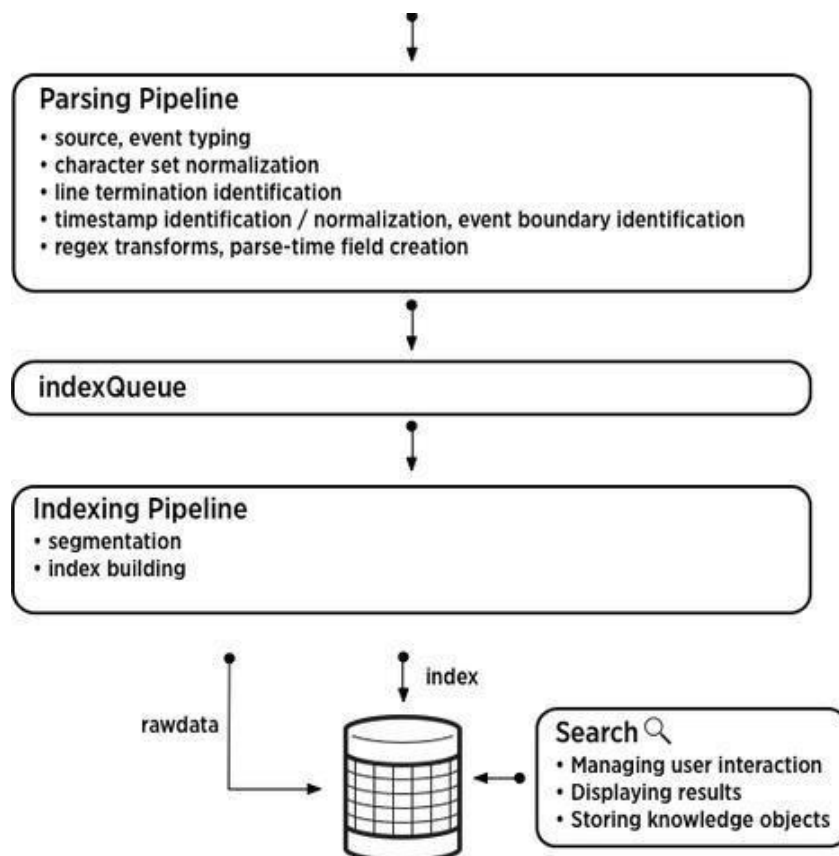 Parsing Pipeline
• source, event typing
• character set normalization
• line termination identification
• timestamp identification / normalization, event boundary identification
• regex transforms, parse-time field creation
indexQueue
Indexing Pipeline
• segmentation
• index building
index
rawdata
Search
• Managing user interaction
• Displaying results
• Storing knowledge objects